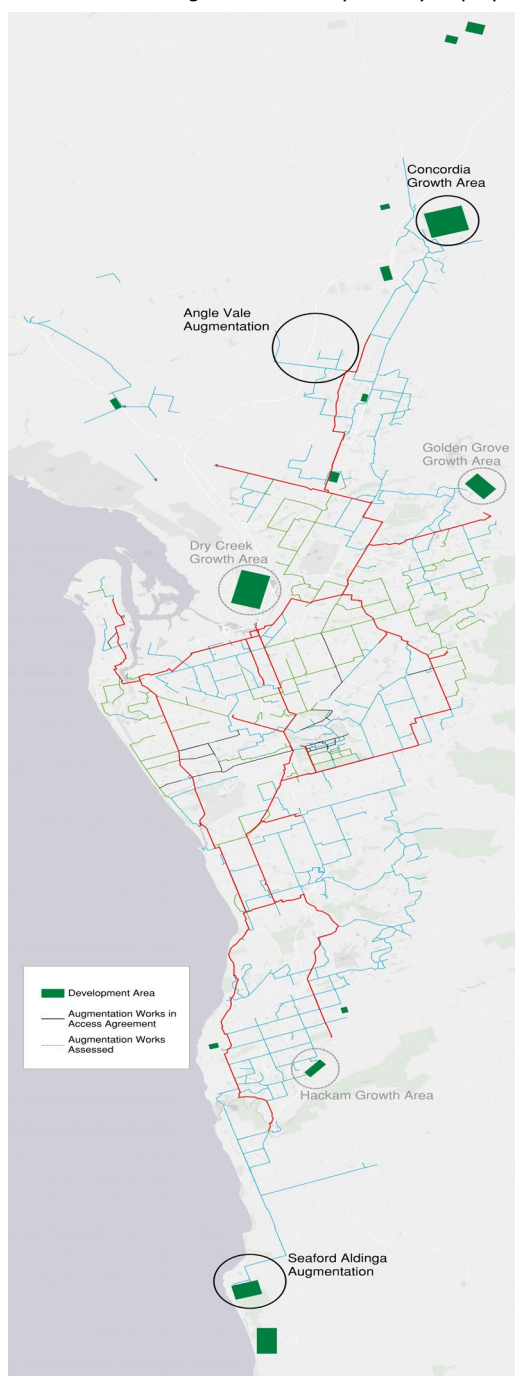 Concordia
Growth Area
Angle Vale
Augmentation
Golden Grove
Growth Area
Dry Creek
Growth Area
Development Area
Augmentation Works in
Access Agreement
Augmentation Works
Assessed
Hackam Growth Area
Seaford Aldinga
Augmentation